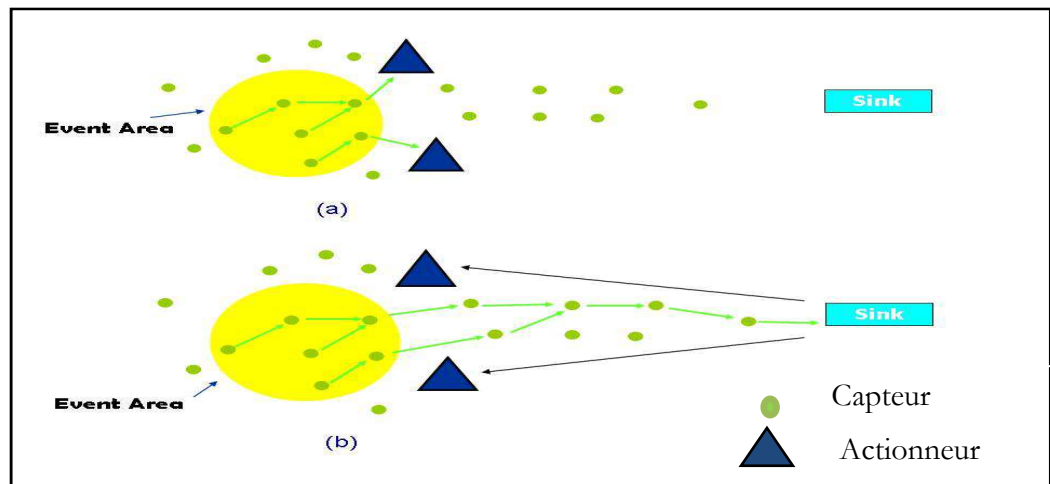 Sink
Event Area
(a)
Sink
Event Area
(b)
Capteur
Actionneur